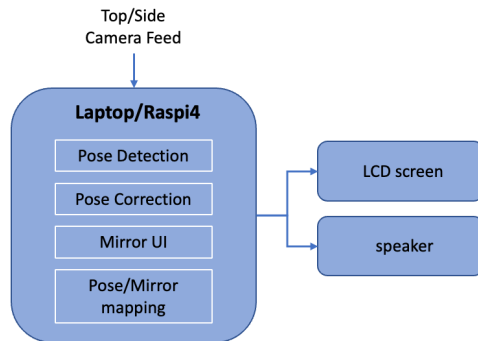 Top/Side
Camera Feed
Laptop/Raspi4
Pose Detection
Pose Correction
Mirror UI
Pose/Mirror
mapping
LCD screen
speaker